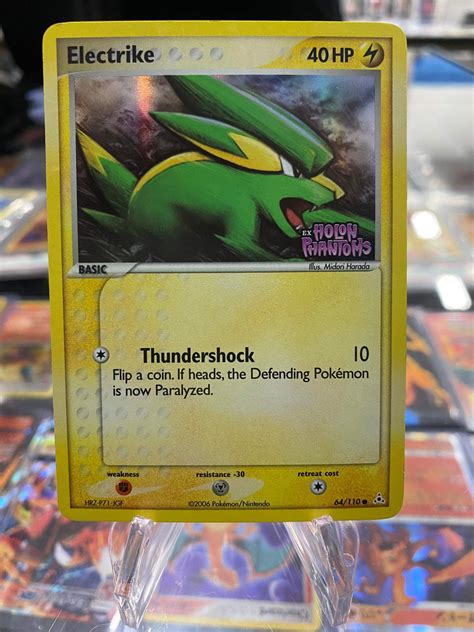 Electrike 40 HP
EX HOLON
PHANTOMS
BASIC Illus. Midori Harada
Thundershock 10
Flip a coin. If heads, the Defending Pokémon
is now Paralyzed.
weakness resistance -30 retreat cost
©2006 Pokémon/Nintendo 64/110